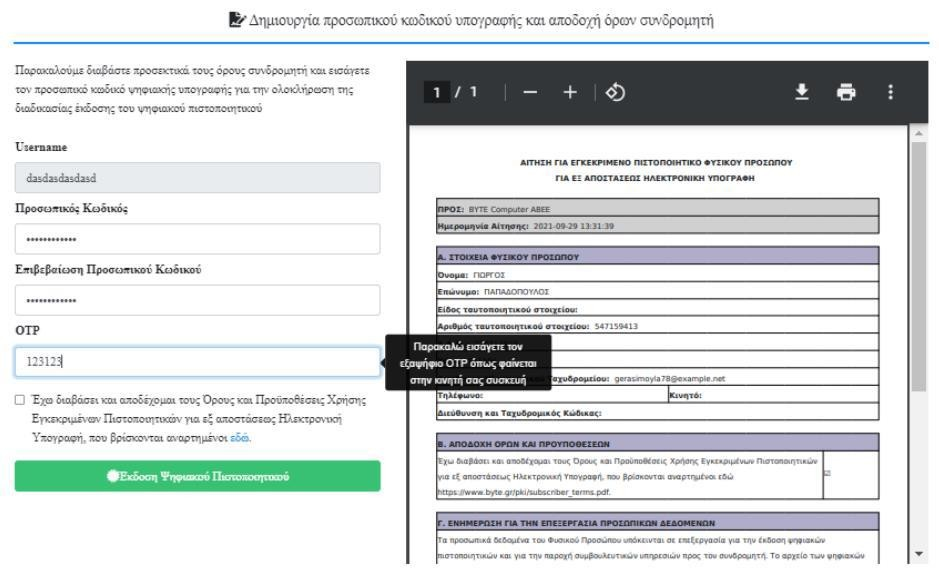 Δημιουργία προσωπικού κωδικού υπογραφής και αποδοχή όρων συνδρομητή
Παρακαλούμε διαβάστε προσεκτικά τους όρους συνδρομητή και εισάγετε
τον προσωπικό κωδικό ψηφιακής υπογραφής για την ολοκλήρωση της
διαδικασίας έκδοσης του ψηφιακού πιστοποιητικού
Username
dasdasdasdasd
Προσωπικός Κωδικός
••••••••••••
Επιβεβαίωση Προσωπικού Κωδικού
••••••••••••
OTP
123123
Παρακαλώ εισάγετε τον
εξαψήφιο OTP όπως φαίνεται
στην κινητή σας συσκευή
Έχω διαβάσει και αποδέχομαι τους Όρους και Προϋποθέσεις Χρήσης
Εγκεκριμένων Πιστοποιητικών για εξ αποστάσεως Ηλεκτρονική
Υπογραφή, που βρίσκονται αναρτημένοι εδώ.
Έκδοση Ψηφιακού Πιστοποιητικού
1 / 1
ΑΙΤΗΣΗ ΓΙΑ ΕΓΚΕΚΡΙΜΕΝΟ ΠΙΣΤΟΠΟΙΗΤΙΚΟ ΦΥΣΙΚΟΥ ΠΡΟΣΩΠΟΥ
ΓΙΑ ΕΞ ΑΠΟΣΤΑΣΕΩΣ ΗΛΕΚΤΡΟΝΙΚΗ ΥΠΟΓΡΑΦΗ
ΠΡΟΣ: BYTE Computer ABEE
Ημερομηνία Αίτησης: 2021-09-29 13:31:39
Α. ΣΤΟΙΧΕΙΑ ΦΥΣΙΚΟΥ ΠΡΟΣΩΠΟΥ
Όνομα: ΓΙΩΡΓΟΣ
Επώνυμο: ΠΑΠΑΔΟΠΟΥΛΟΣ
Είδος ταυτοποιητικού στοιχείου:
Αριθμός ταυτοποιητικού στοιχείου: 547159413
Ταχυδρομείου: gerasimoyla78@example.net
Τηλέφωνο: Κινητό:
Διεύθυνση και Ταχυδρομικός Κώδικας:
Β. ΑΠΟΔΟΧΗ ΟΡΩΝ ΚΑΙ ΠΡΟΥΠΟΘΕΣΕΩΝ
Έχω διαβάσει και αποδέχομαι τους Όρους και Προϋποθέσεις Χρήσης Εγκεκριμένων Πιστοποιητικών
για εξ αποστάσεως Ηλεκτρονική Υπογραφή, που βρίσκονται αναρτημένοι εδώ
https://www.byte.gr/pki/subscriber_terms.pdf.
Γ. ΕΝΗΜΕΡΩΣΗ ΓΙΑ ΤΗΝ ΕΠΕΞΕΡΓΑΣΙΑ ΠΡΟΣΩΠΙΚΩΝ ΔΕΔΟΜΕΝΩΝ
Τα προσωπικά δεδομένα του Φυσικού Προσώπου υπόκεινται σε επεξεργασία για την έκδοση ψηφιακών
πιστοποιητικών και για την παροχή συμβουλευτικών υπηρεσιών προς τον συνδρομητή. Το αρχείο των ψηφιακών